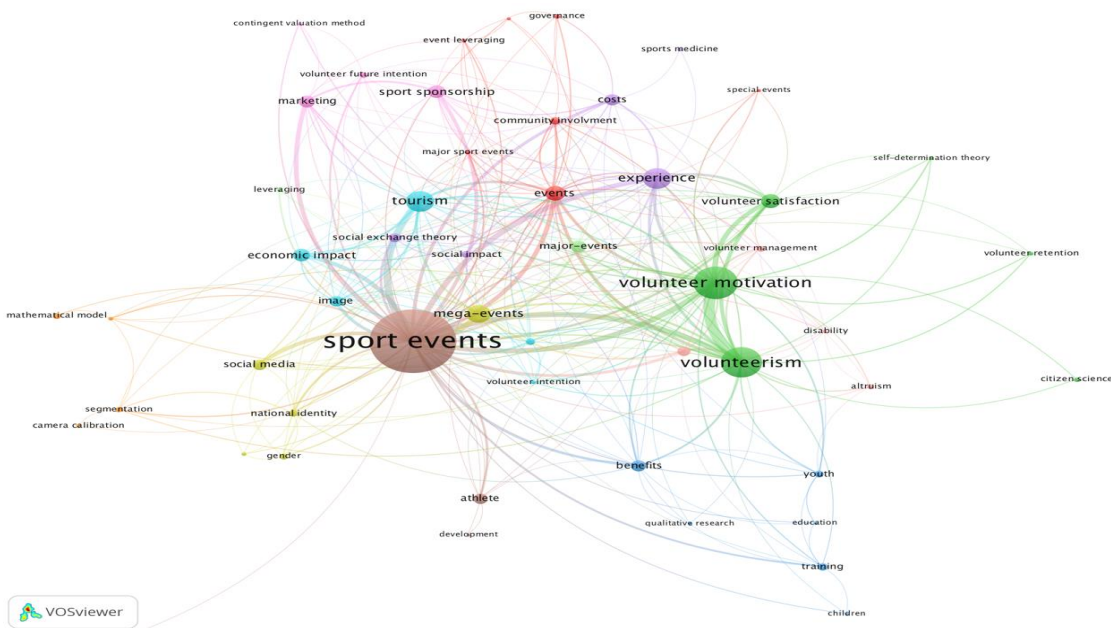 contingent valuation method
governance
event leveraging
sports medicine
volunteer future intention
special events
sport sponsorship
marketing
costs
community involvment
major sport events
self-determination theory
experience
leveraging
events
tourism
volunteer satisfaction
social exchange theory
major-events
volunteer management
economic impact
social impact
volunteer retention
volunteer motivation
image
mathematical model
mega-events
disability
sport events
social media
volunteerism
volunteer intention
altruism
citizen science
segmentation
national identity
camera calibration
gender
benefits
youth
athlete
qualitative research
education
development
training
children
VOSviewer